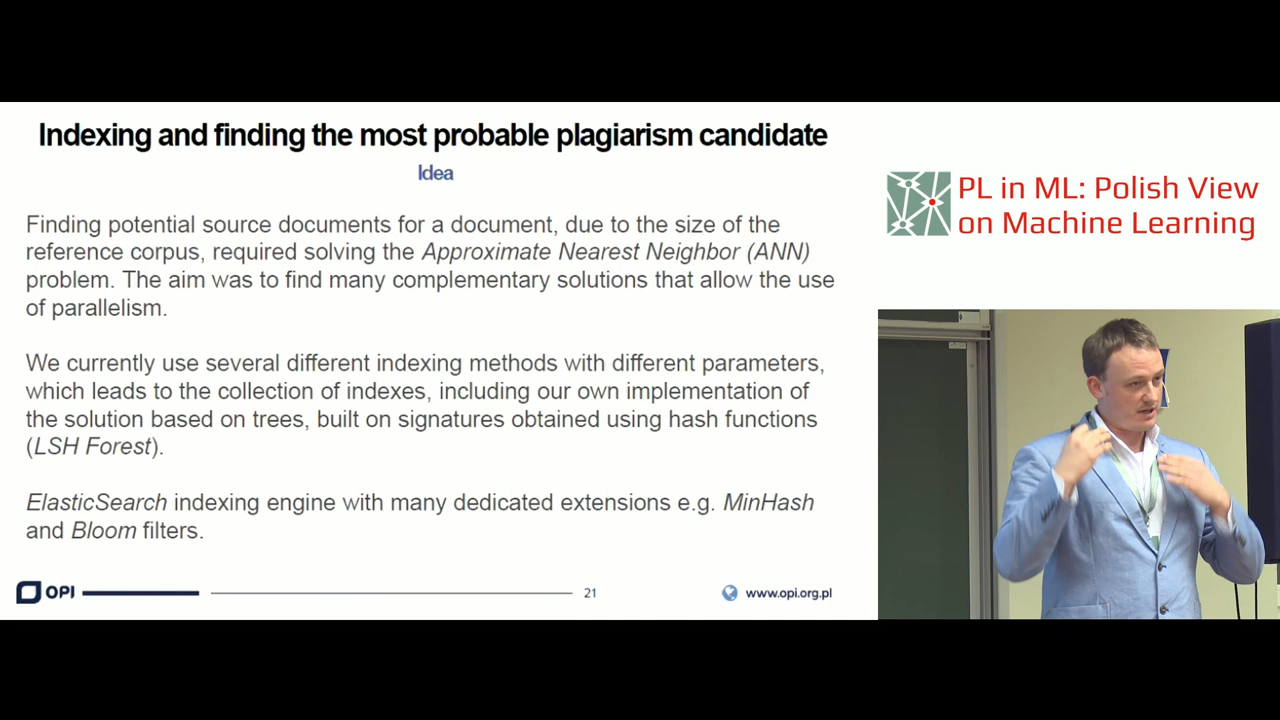 Indexing and finding the most probable plagiarism candidate
Idea
Finding potential source documents for a document, due to the size of the
reference corpus, required solving the Approximate Nearest Neighbor (ANN)
problem. The aim was to find many complementary solutions that allow the use
of parallelism.
We currently use several different indexing methods with different parameters,
which leads to the collection of indexes, including our own implementation of
the solution based on trees, built on signatures obtained using hash functions
(LSH Forest).
ElasticSearch indexing engine with many dedicated extensions e.g. MinHash
and Bloom filters.
OPI
21
www.opi.org.pl
PL in ML: Polish View
on Machine Learning